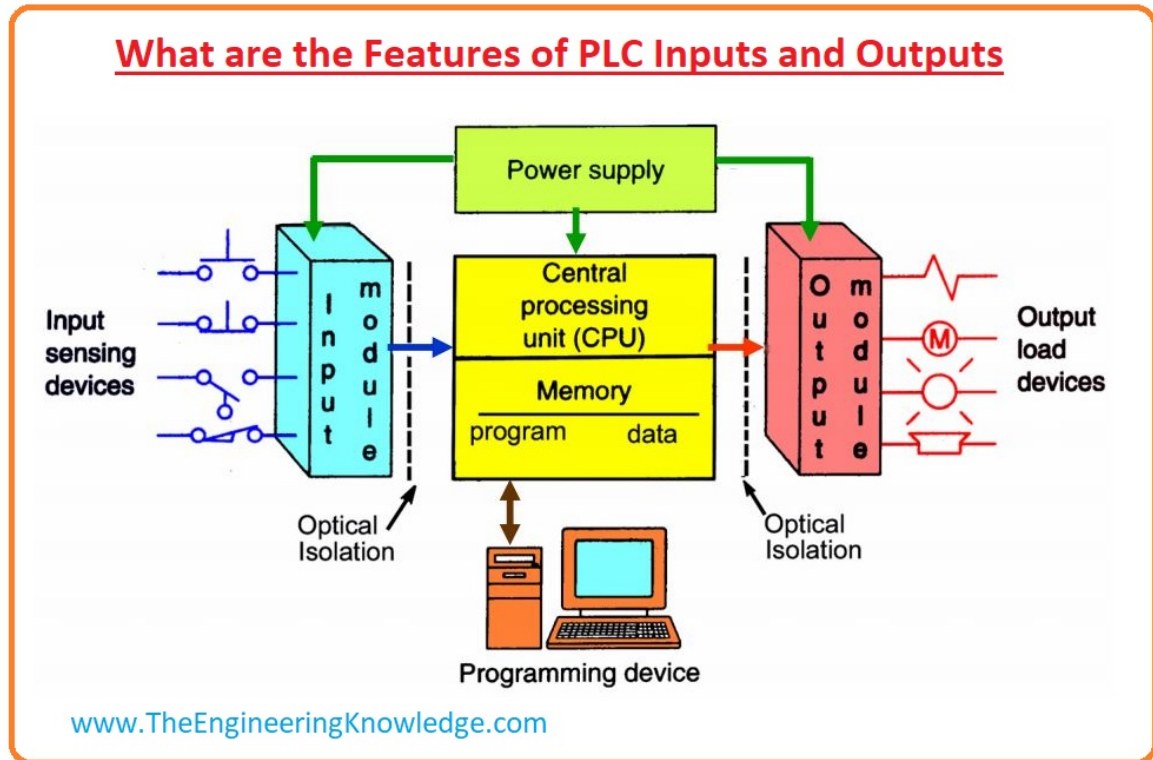 What are the Features of PLC Inputs and Outputs
Power supply
Input
sensing
devices
Input
module
Central
processing
unit (CPU)
Memory
program data
Output
module
M
Output
load
devices
Optical
Isolation
Optical
Isolation
Programming device
www.TheEngineeringKnowledge.com